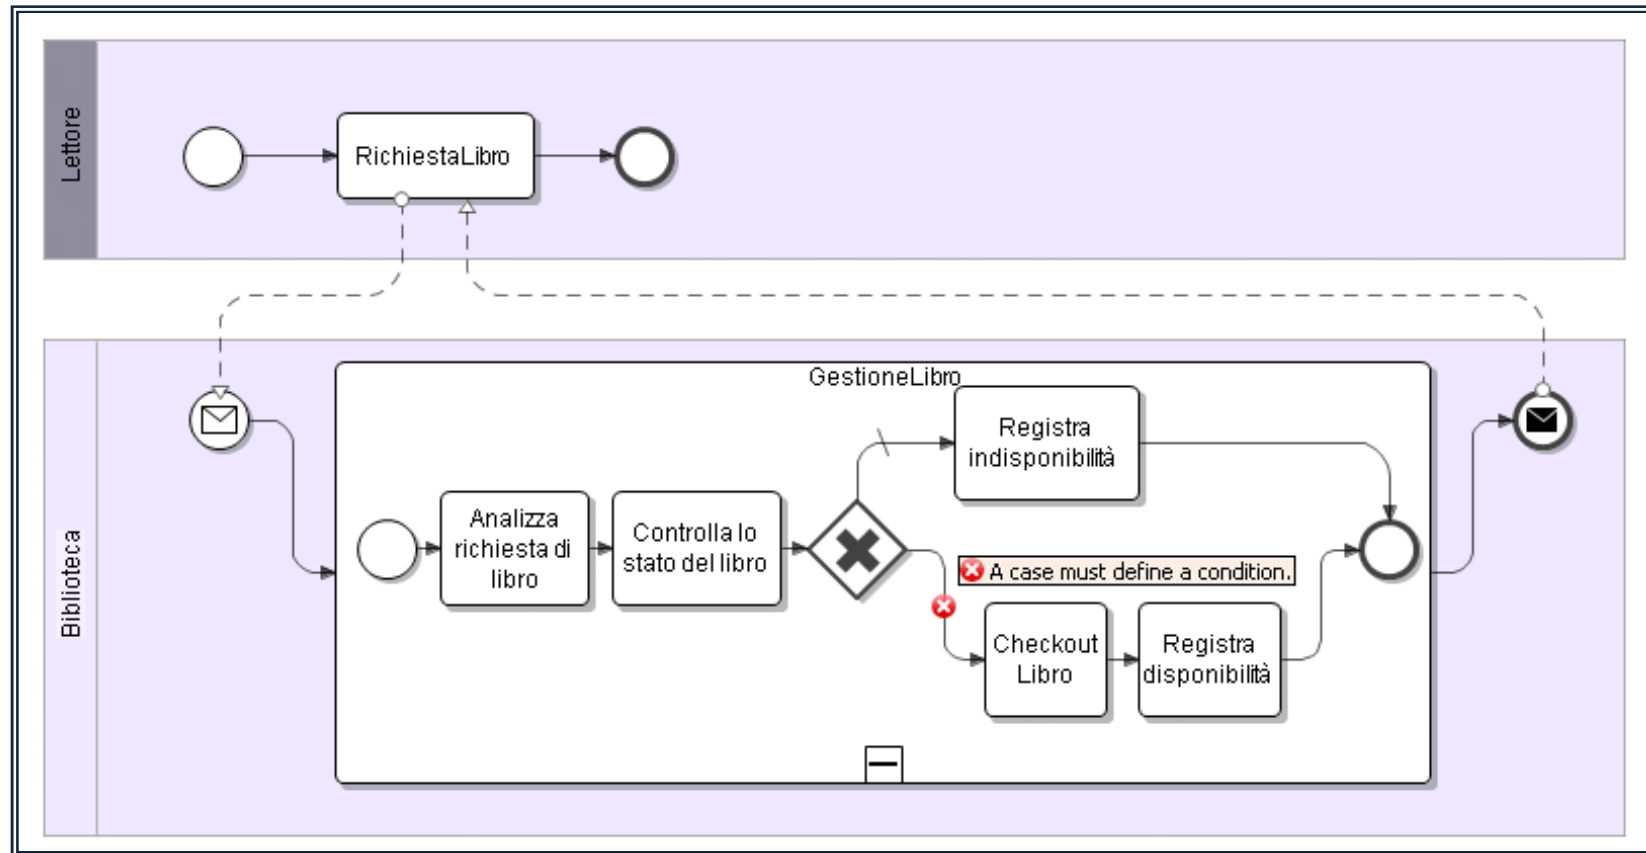 Lettore
RichiestaLibro
Biblioteca
GestioneLibro
Analizza
richiesta di
libro
Controlla lo
stato del libro
Registra
indisponibilità
A case must define a condition.
Checkout
Libro
Registra
disponibilità